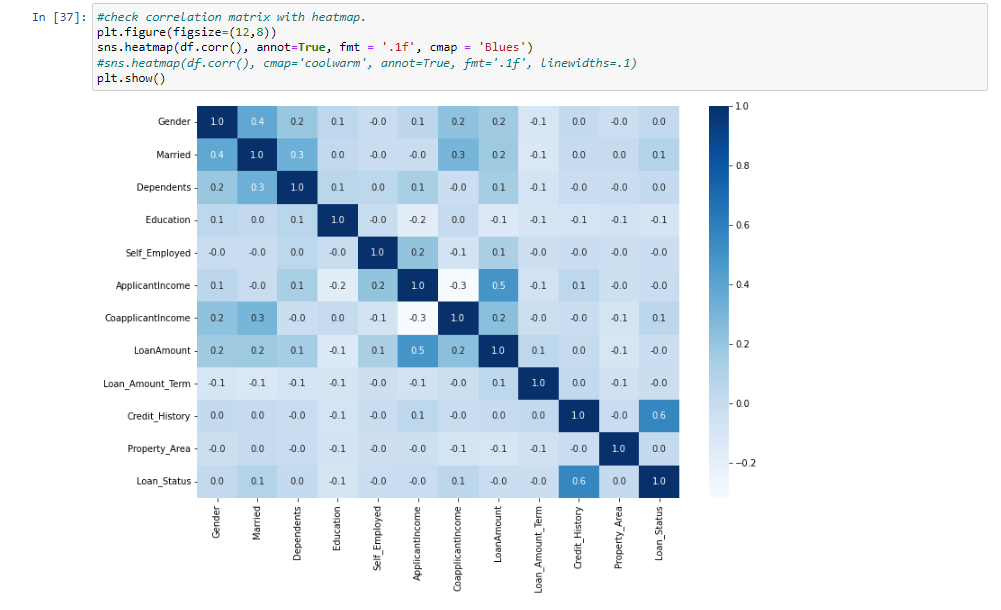 In [37]: #check correlation matrix with heatmap.
plt.figure(figsize=(12,8))
sns.heatmap(df.corr(), annot=True, fmt = '.1f', cmap = 'Blues')
#sns.heatmap(df.corr(), cmap='coolwarm', annot=True, fmt='.1f', linewidths=.1)
plt.show()
Gender 1.0 0.4 0.2 0.1 -0.0 0.1 0.2 0.2 -0.1 0.0 -0.0 0.0
Married 0.4 1.0 0.3 0.0 -0.0 -0.0 0.3 0.2 -0.1 0.0 0.0 0.1
Dependents 0.2 0.3 1.0 0.1 0.0 0.1 -0.0 0.1 -0.1 -0.0 -0.0 0.0
Education 0.1 0.0 0.1 1.0 -0.0 -0.2 0.0 -0.1 -0.1 -0.1 -0.1 -0.1
Self_Employed -0.0 -0.0 0.0 -0.0 1.0 0.2 -0.1 0.1 -0.0 -0.0 -0.0 -0.0
ApplicantIncome 0.1 -0.0 0.1 -0.2 0.2 1.0 -0.3 0.5 -0.1 0.1 -0.0 -0.0
CoapplicantIncome 0.2 0.3 -0.0 0.0 -0.1 -0.3 1.0 0.2 -0.0 -0.0 -0.1 0.1
LoanAmount 0.2 0.2 0.1 -0.1 0.1 0.5 0.2 1.0 0.1 0.0 -0.1 -0.0
Loan_Amount_Term -0.1 -0.1 -0.1 -0.1 -0.0 -0.1 -0.0 0.1 1.0 0.0 -0.1 -0.0
Credit_History 0.0 0.0 -0.0 -0.1 -0.0 0.1 -0.0 0.0 0.0 1.0 -0.0 0.6
Property_Area -0.0 0.0 -0.0 -0.1 -0.0 -0.0 -0.1 -0.1 -0.1 -0.0 1.0 0.0
Loan_Status 0.0 0.1 0.0 -0.1 -0.0 -0.0 0.1 -0.0 -0.0 0.6 0.0 1.0
Gender
Married
Dependents
Education
Self_Employed
ApplicantIncome
CoapplicantIncome
LoanAmount
Loan_Amount_Term
Credit_History
Property_Area
Loan_Status
1.0
0.8
0.6
0.4
0.2
0.0
−0.2